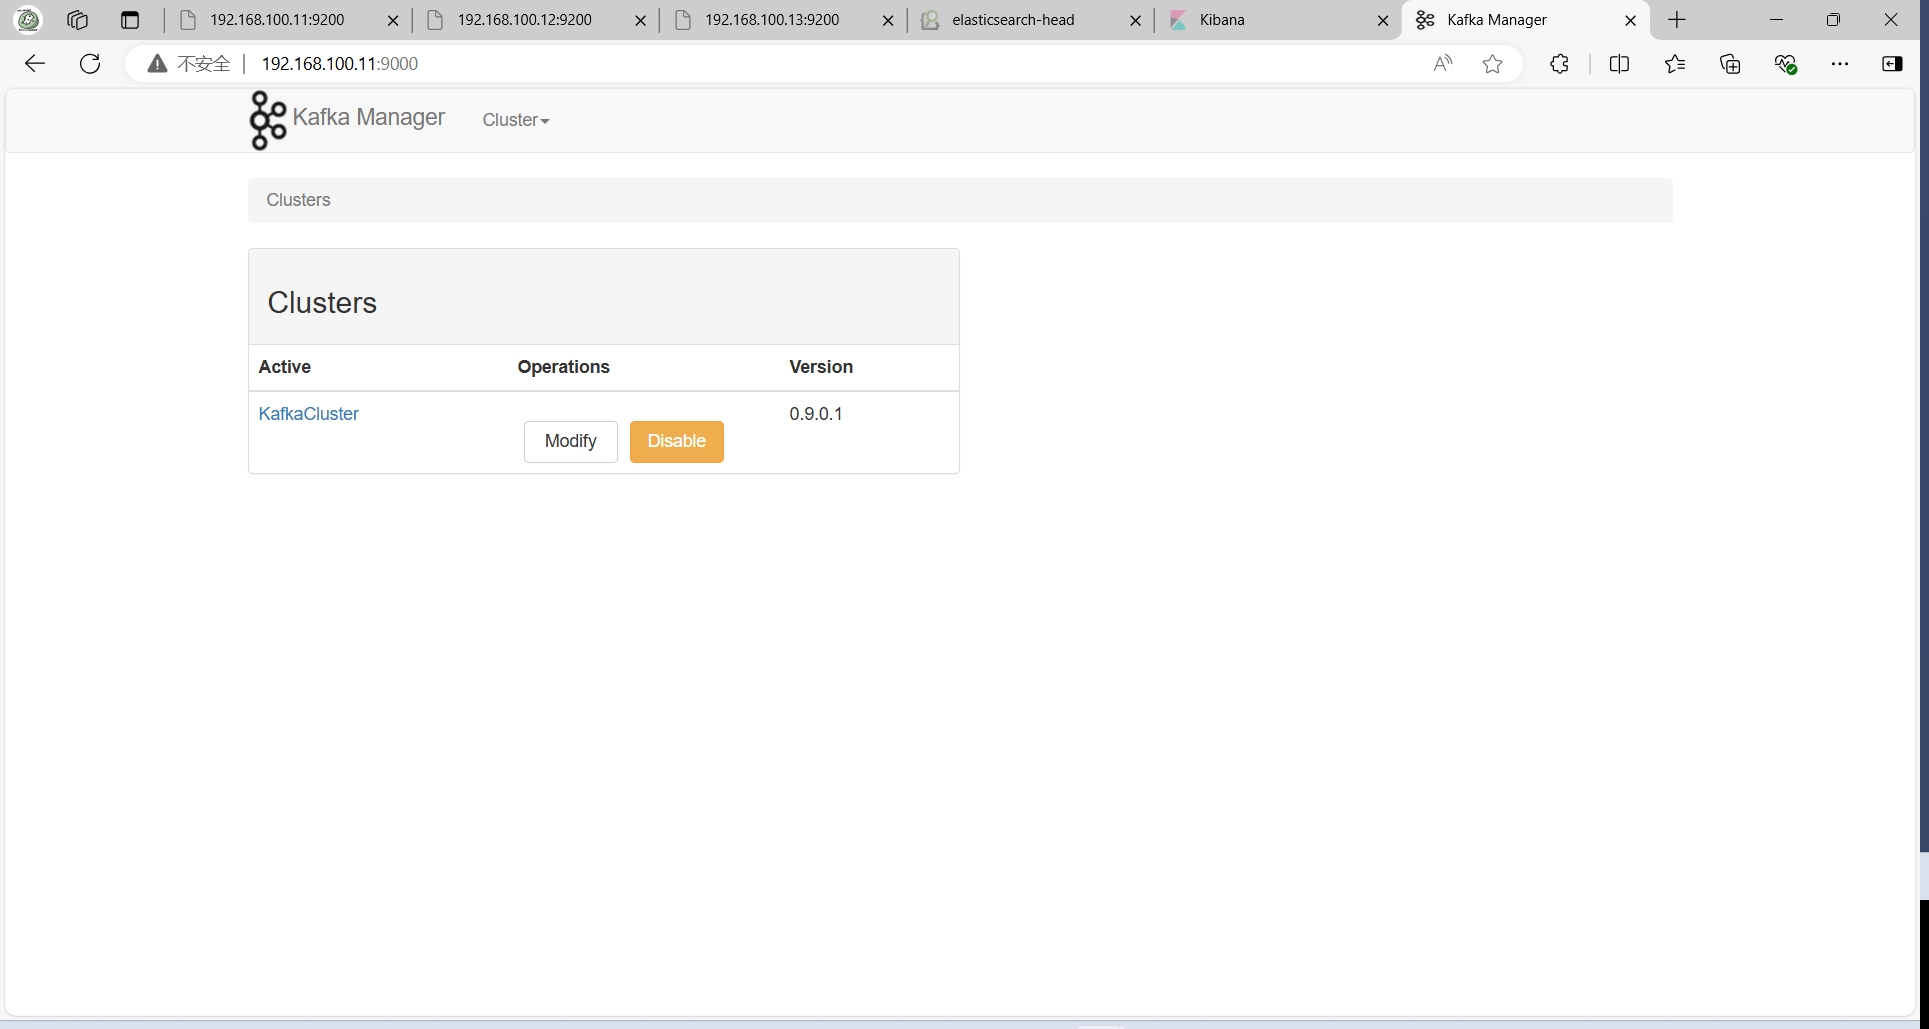 192.168.100.11:9200
192.168.100.12:9200
192.168.100.13:9200
elasticsearch-head
Kibana
Kafka Manager
不安全
192.168.100.11:9000
Kafka Manager
Cluster
Clusters
Clusters
Active Operations Version
KafkaCluster 0.9.0.1
Modify Disable